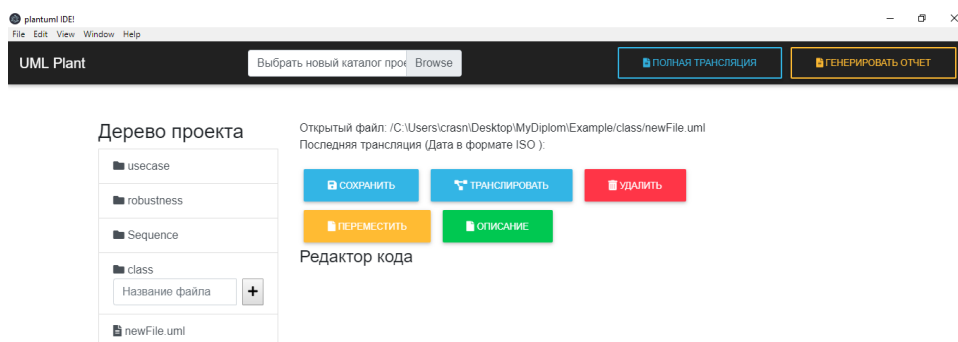 plantuml IDE!
File Edit View Window Help
UML Plant
Выбрать новый каталог прое Browse
ПОЛНАЯ ТРАНСЛЯЦИЯ
ГЕНЕРИРОВАТЬ ОТЧЕТ
Дерево проекта
usecase
robustness
Sequence
class
Название файла +
newFile.uml
Открытый файл: /C:\Users\crasn\Desktop\MyDiplom\Example/class/newFile.uml
Последняя трансляция (Дата в формате ISO ):
СОХРАНИТЬ ТРАНСЛИРОВАТЬ УДАЛИТЬ
ПЕРЕМЕСТИТЬ ОПИСАНИЕ
Редактор кода